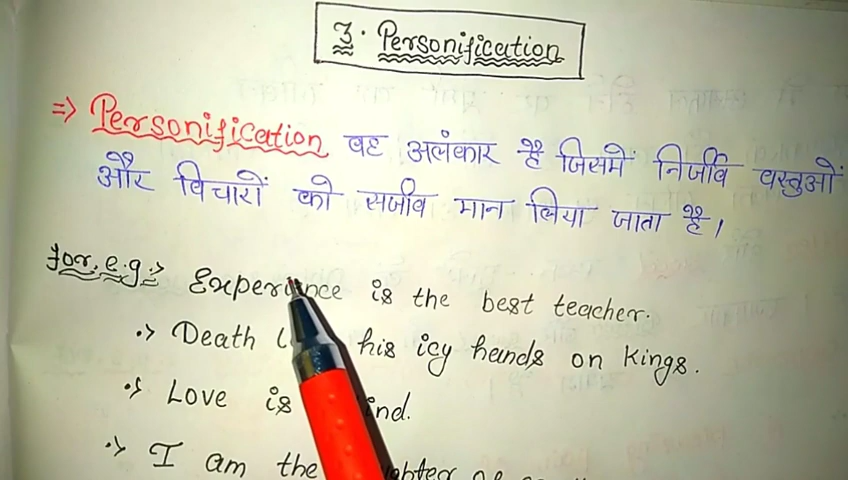 3. Personification
=> Personification वह अलंकार है जिसमें निर्जीव वस्तुओं
और विचारों को सजीव मान लिया जाता है।
for. e.g :-> Experience is the best teacher.
Death his icy hands on Kings.
Love is
I am the